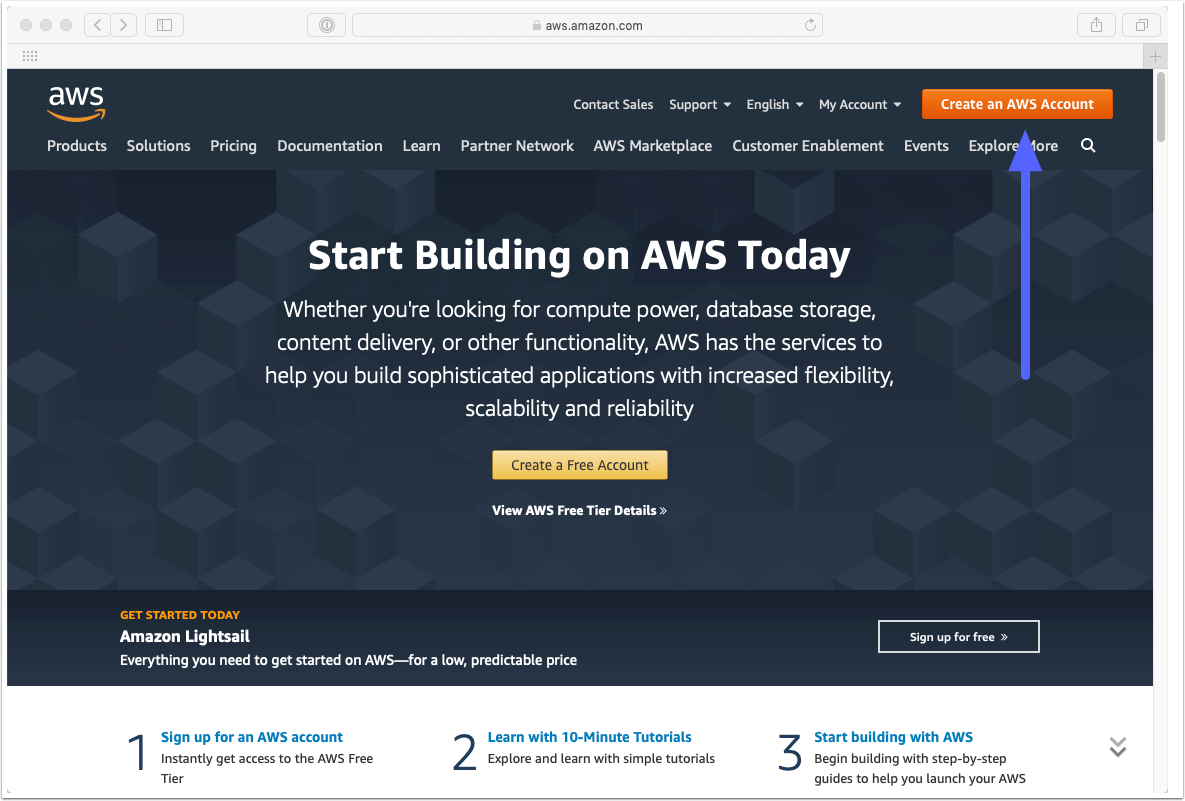 aws.amazon.com
aws
Contact Sales Support English My Account Create an AWS Account
Products Solutions Pricing Documentation Learn Partner Network AWS Marketplace Customer Enablement Events Explore More
Start Building on AWS Today
Whether you're looking for compute power, database storage,
content delivery, or other functionality, AWS has the services to
help you build sophisticated applications with increased flexibility,
scalability and reliability
Create a Free Account
View AWS Free Tier Details »
GET STARTED TODAY
Amazon Lightsail
Everything you need to get started on AWS—for a low, predictable price
Sign up for free »
1 Sign up for an AWS account
Instantly get access to the AWS Free
Tier
2 Learn with 10-Minute Tutorials
Explore and learn with simple tutorials
3 Start building with AWS
Begin building with step-by-step
guides to help you launch your AWS